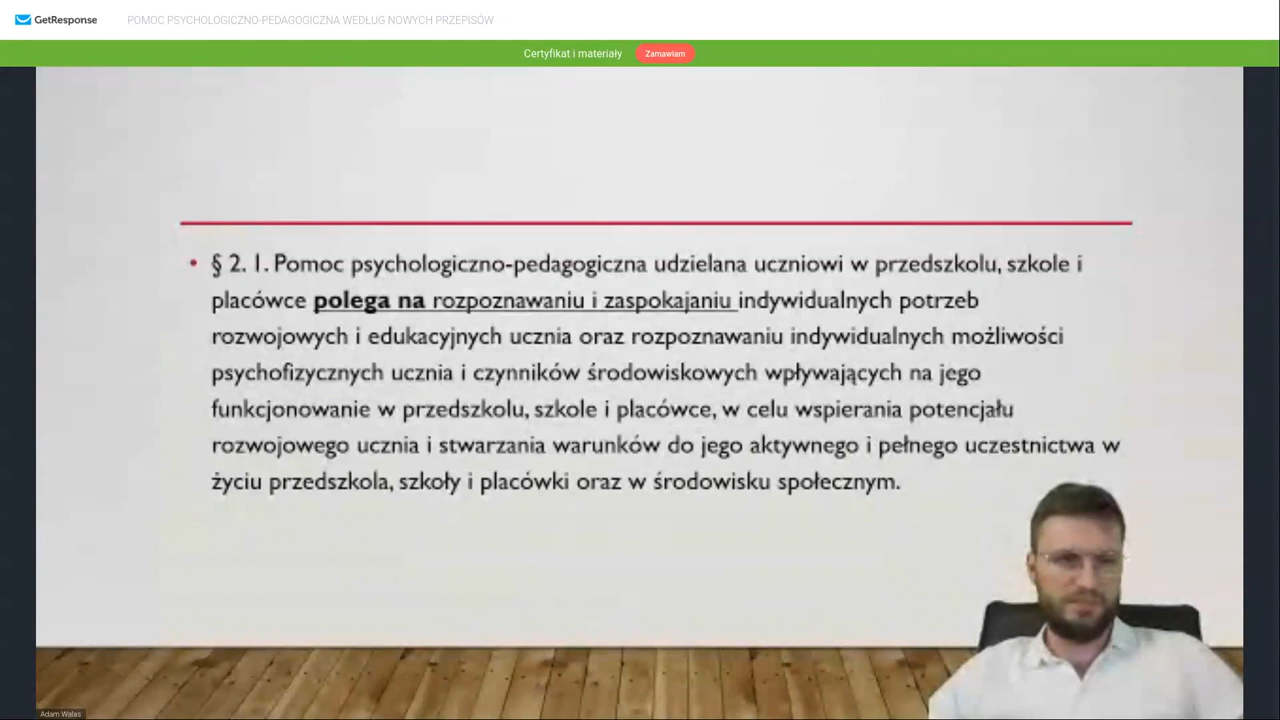 GetResponse
POMOC PSYCHOLOGICZNO-PEDAGOGICZNA WEDŁUG NOWYCH PRZEPISÓW
Certyfikat i materiały
Zamawiam
• § 2. 1. Pomoc psychologiczno-pedagogiczna udzielana uczniowi w przedszkolu, szkole i
placówce polega na rozpoznawaniu i zaspokajaniu indywidualnych potrzeb
rozwojowych i edukacyjnych ucznia oraz rozpoznawaniu indywidualnych możliwości
psychofizycznych ucznia i czynników środowiskowych wpływających na jego
funkcjonowanie w przedszkolu, szkole i placówce, w celu wspierania potencjału
rozwojowego ucznia i stwarzania warunków do jego aktywnego i pełnego uczestnictwa w
życiu przedszkola, szkoły i placówki oraz w środowisku społecznym.
Adam Walas